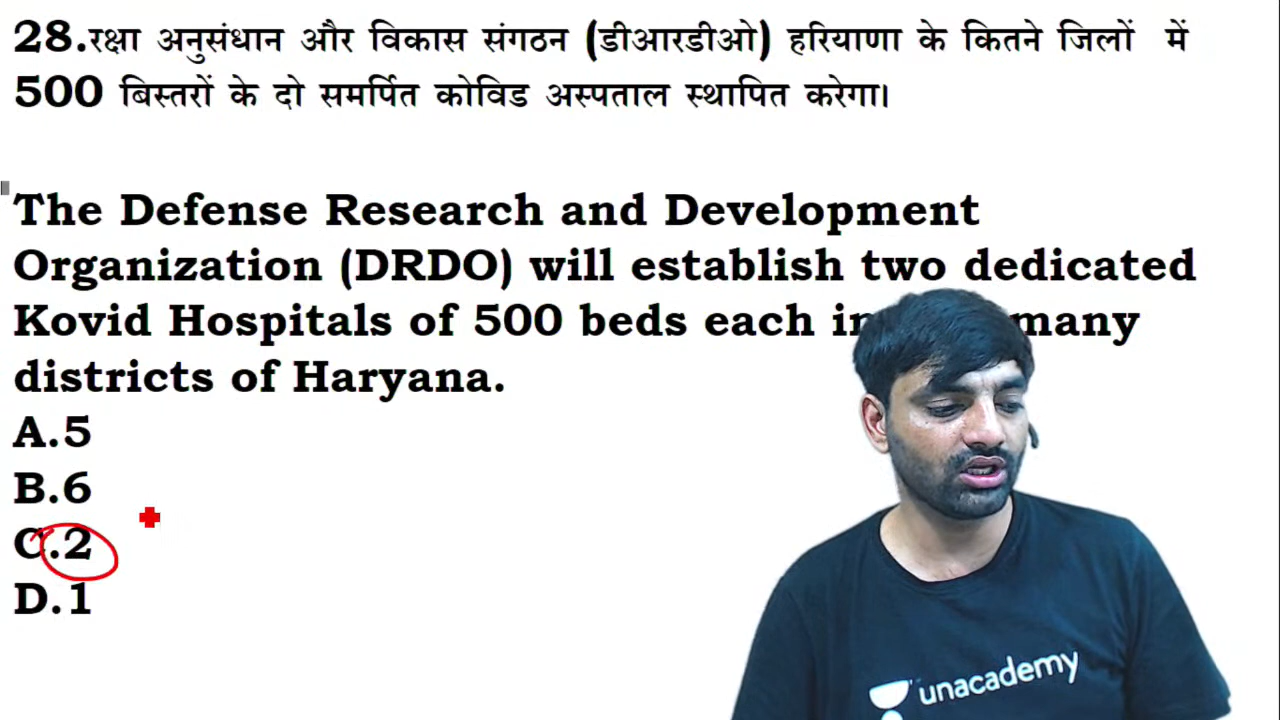 28.रक्षा अनुसंधान और विकास संगठन (डीआरडीओ) हरियाणा के कितने जिलों में
500 बिस्तरों के दो समर्पित कोविड अस्पताल स्थापित करेगा।
The Defense Research and Development
Organization (DRDO) will establish two dedicated
Kovid Hospitals of 500 beds each in many
districts of Haryana.
A.5
B.6
C.2
D.1
unacademy